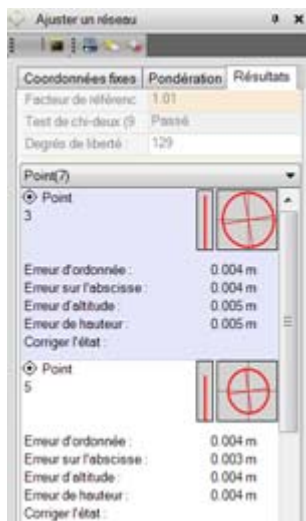 Ajuster un réseau
Coordonnées fixes Pondération Résultats
Facteur de référenc 1.01
Test de chi-deux (9 Passé
Degrés de liberté : 129
Point(7)
Point
3
Erreur d'ordonnée : 0.004 m
Erreur sur l'abscisse : 0.004 m
Erreur d'altitude : 0.005 m
Erreur de hauteur : 0.005 m
Corriger l'état :
Point
5
Erreur d'ordonnée : 0.004 m
Erreur sur l'abscisse : 0.003 m
Erreur d'altitude : 0.004 m
Erreur de hauteur : 0.004 m
Corriger l'état :